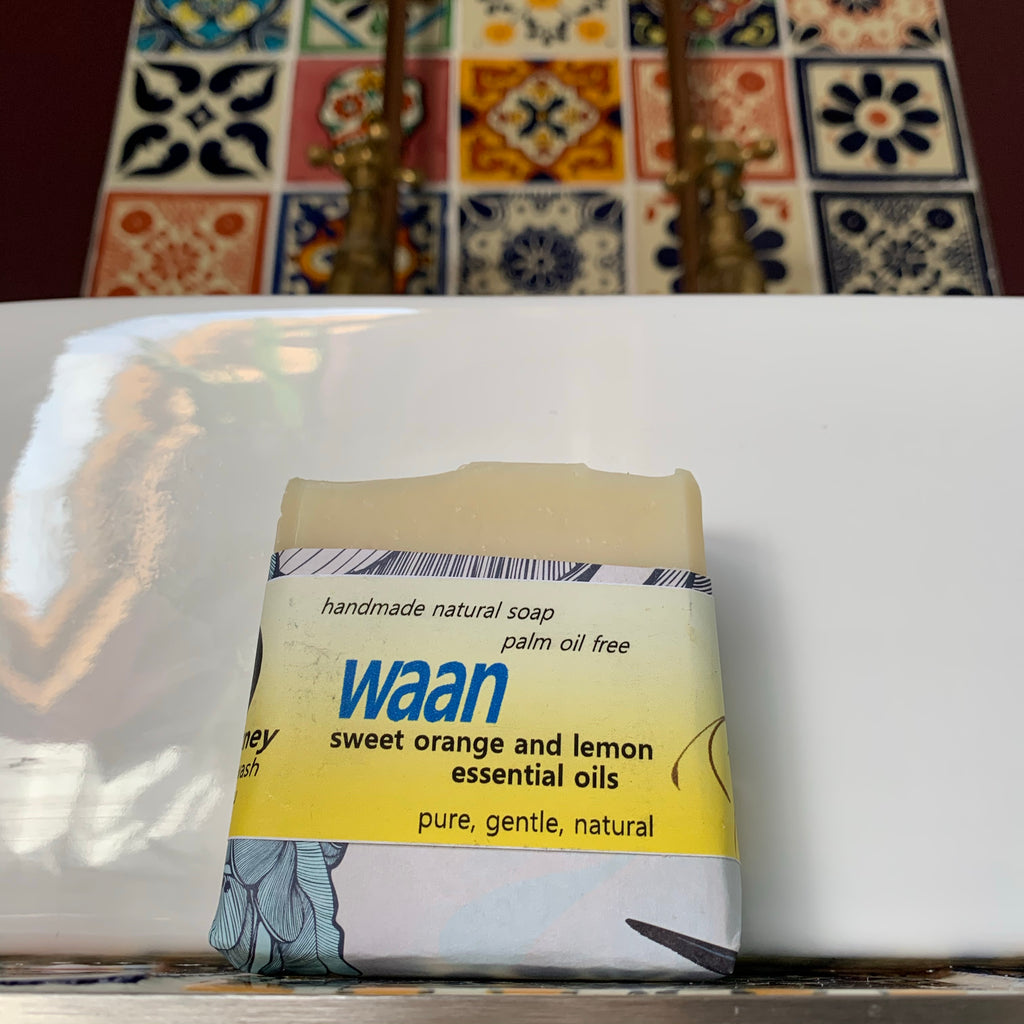 handmade natural soap
palm oil free
waan
sweet orange and lemon
essential oils
pure, gentle, natural